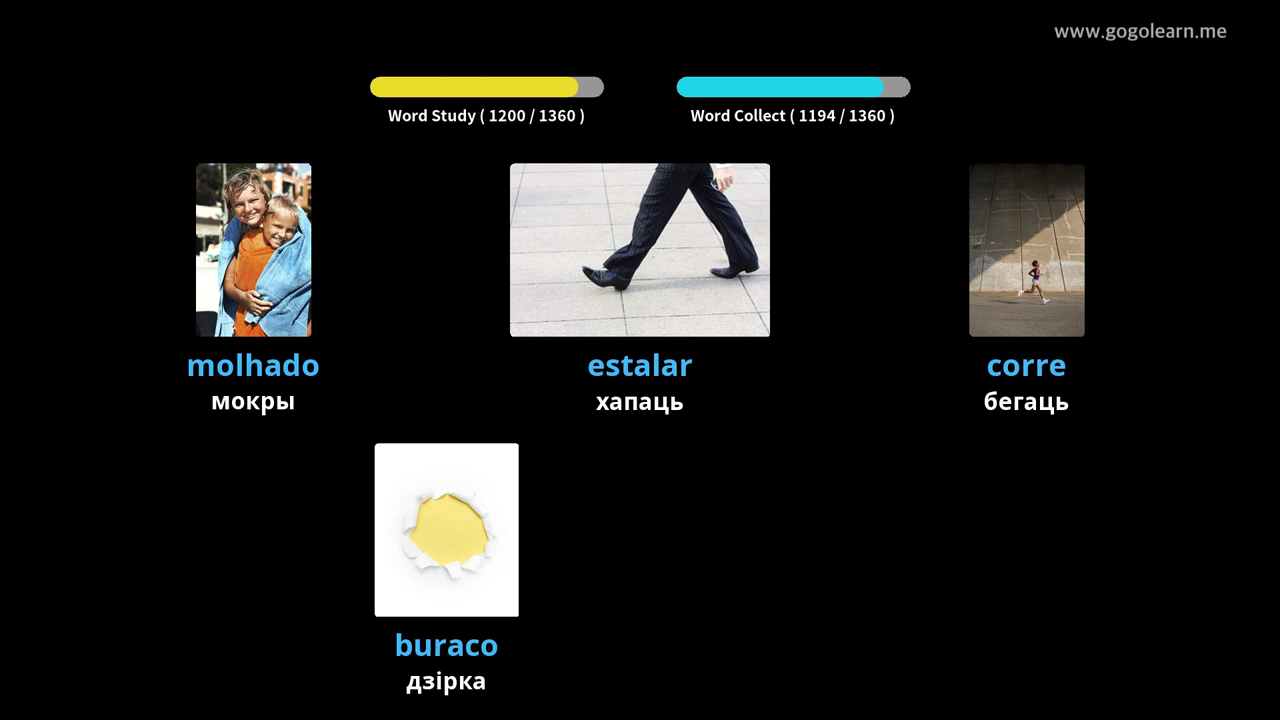 www.gogolearn.me
Word Study ( 1200 / 1360 )
Word Collect ( 1194 / 1360 )
molhado
мокры
estalar
хапаць
corre
бегаць
buraco
дзірка